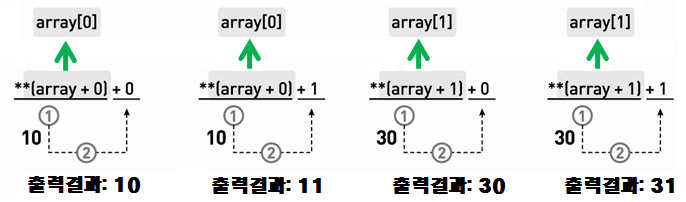 array[0] array[0] array[1] array[1]
**(array + 0) + 0 **(array + 0) + 1 **(array + 1) + 0 **(array + 1) + 1
① ① ① ①
10 10 30 30
② ② ② ②
출력결과: 10 출력결과: 11 출력결과: 30 출력결과: 31